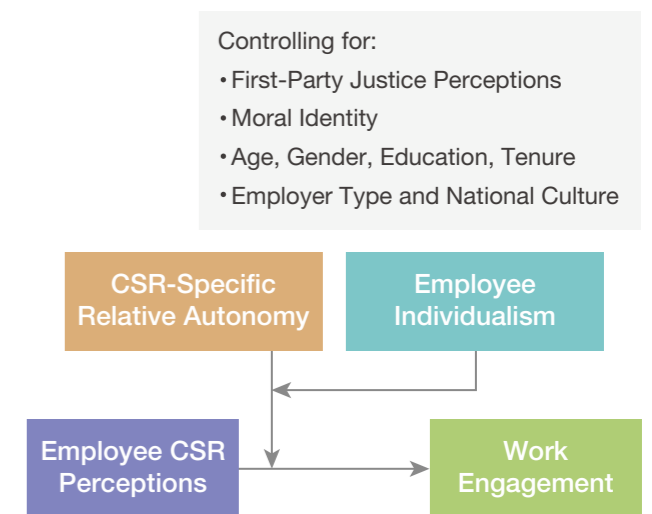 Controlling for:
• First-Party Justice Perceptions
• Moral Identity
• Age, Gender, Education, Tenure
• Employer Type and National Culture
CSR-Specific
Relative Autonomy
Employee
Individualism
Employee CSR
Perceptions
Work
Engagement